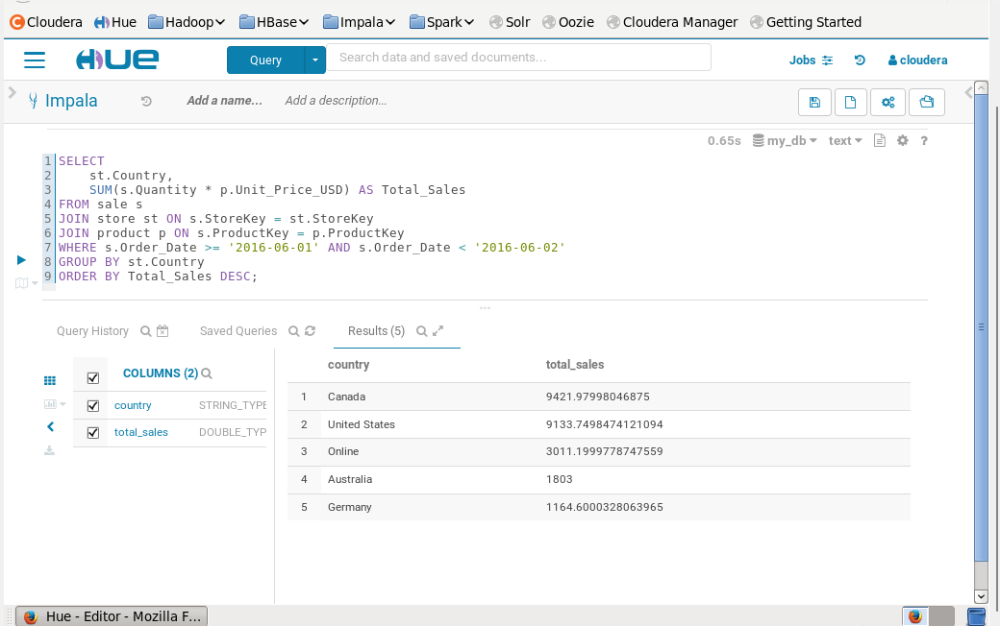 Cloudera Hue Hadoop HBase Impala Spark Solr Oozie Cloudera Manager Getting Started
HUE Query Search data and saved documents... Jobs cloudera
Impala Add a name... Add a description...
0.65s my_db text ?
1 SELECT
2 st.Country,
3 SUM(s.Quantity * p.Unit_Price_USD) AS Total_Sales
4 FROM sale s
5 JOIN store st ON s.StoreKey = st.StoreKey
6 JOIN product p ON s.ProductKey = p.ProductKey
7 WHERE s.Order_Date >= '2016-06-01' AND s.Order_Date < '2016-06-02'
8 GROUP BY st.Country
9 ORDER BY Total_Sales DESC;
Query History Saved Queries Results (5)
COLUMNS (2)
country STRING_TYPE
total_sales DOUBLE_TYP
country total_sales
1 Canada 9421.97998046875
2 United States 9133.7498474121094
3 Online 3011.1999778747559
4 Australia 1803
5 Germany 1164.6000328063965
Hue - Editor - Mozilla F...